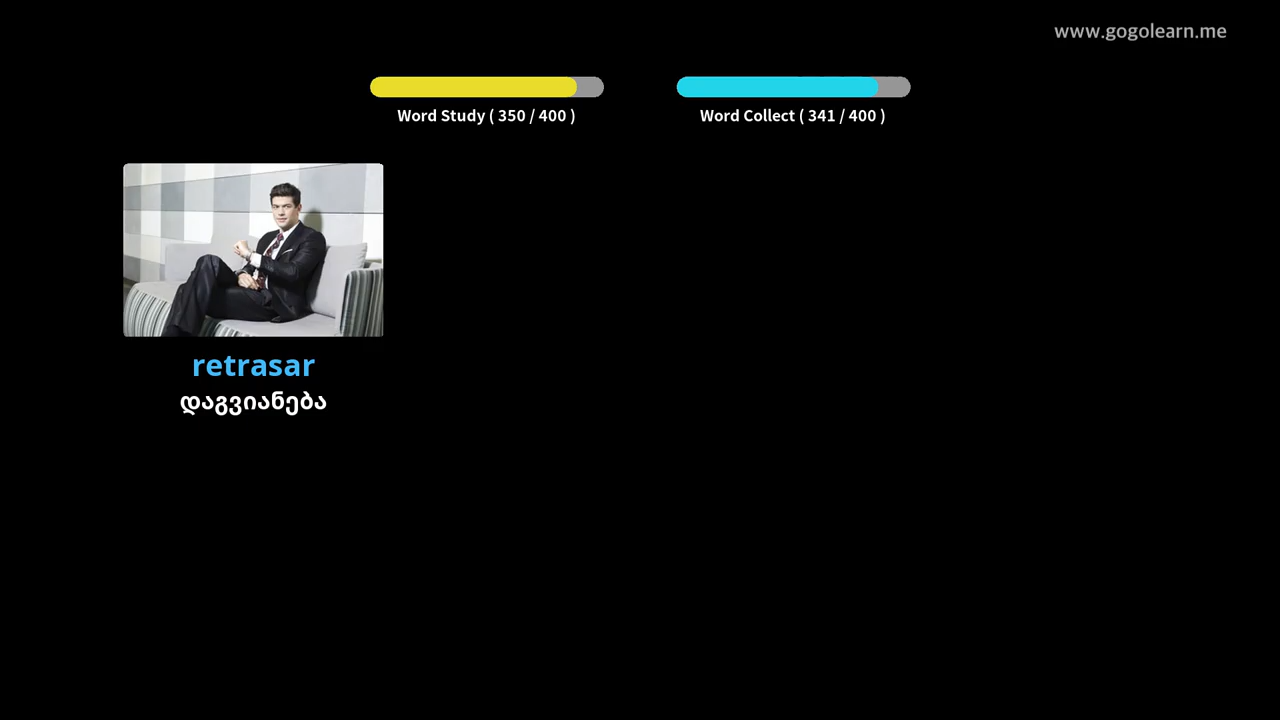 www.gogolearn.me
Word Study ( 350 / 400 )
Word Collect ( 341 / 400 )
retrasar
დაგვიანება